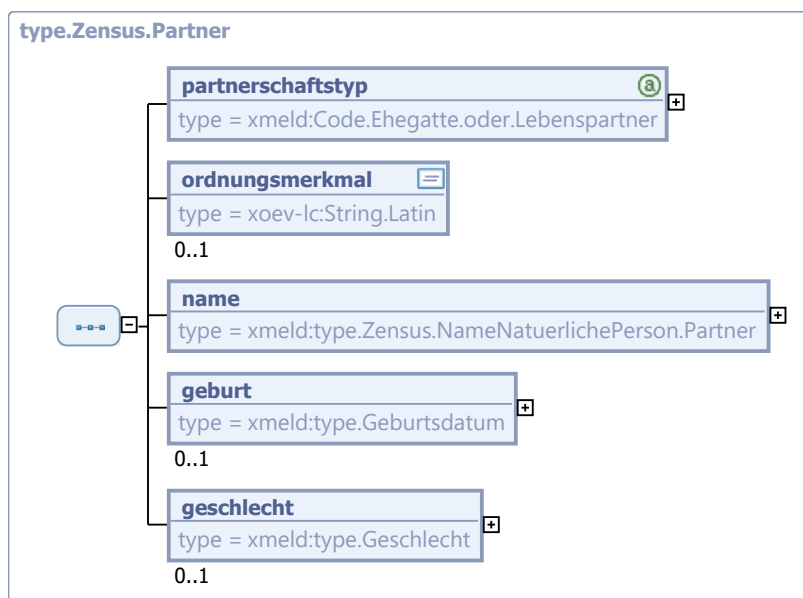 type.Zensus.Partner
partnerschaftstyp
a
type = xmeld:Code.Ehegatte.oder.Lebenspartner
ordnungsmerkmal
type = xoev-lc:String.Latin
0..1
name
type = xmeld:type.Zensus.NameNatuerlichePerson.Partner
geburt
type = xmeld:type.Geburtsdatum
0..1
geschlecht
type = xmeld:type.Geschlecht
0..1